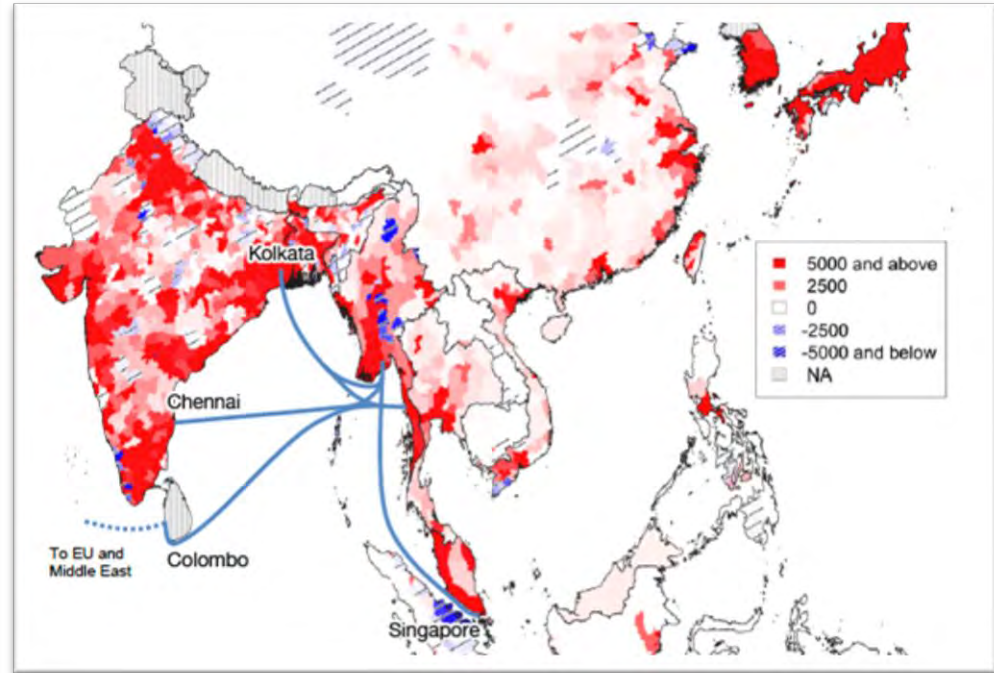 Kolkata
Chennai
To EU and
Middle East
Colombo
Singapore
5000 and above
2500
0
-2500
-5000 and below
NA